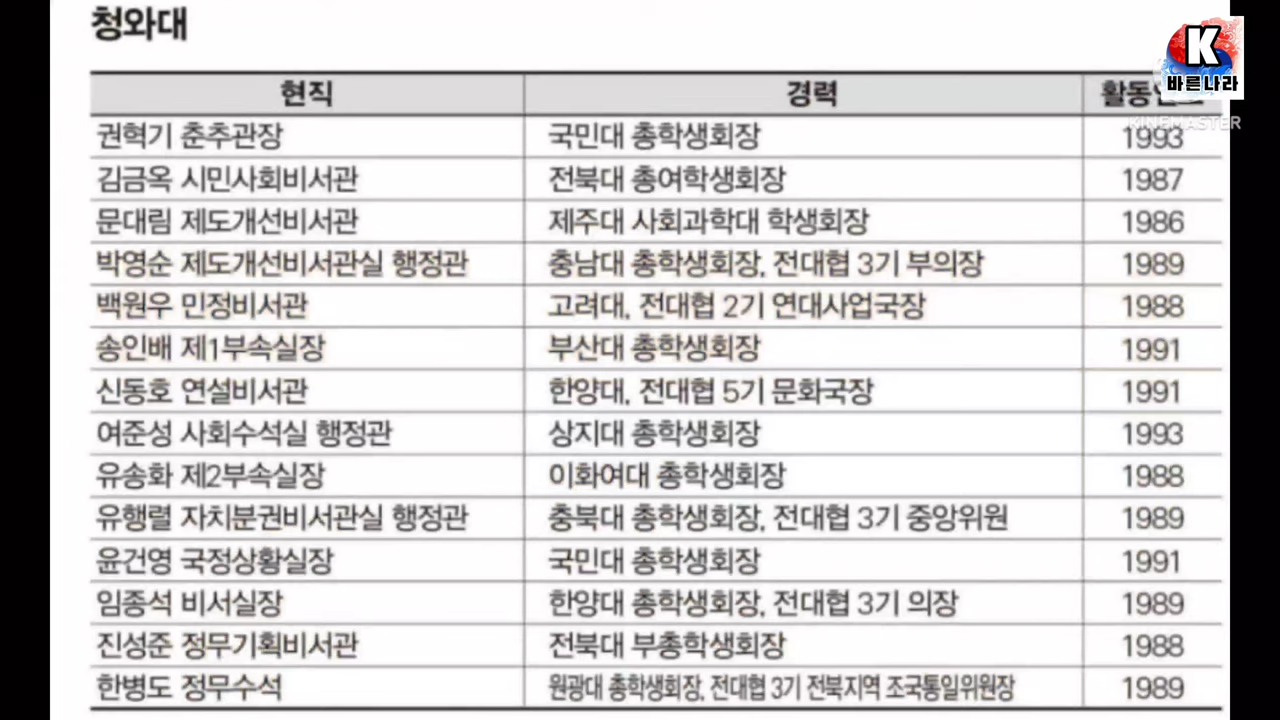 청와대
K
바른나라
현직 경력 활동
KINEMASTER
권혁기 춘추관장 국민대 총학생회장 1993
김금옥 시민사회비서관 전북대 총여학생회장 1987
문대림 제도개선비서관 제주대 사회과학대 학생회장 1986
박영순 제도개선비서관실 행정관 충남대 총학생회장, 전대협 3기 부의장 1989
백원우 민정비서관 고려대, 전대협 2기 연대사업국장 1988
송인배 제1부속실장 부산대 총학생회장 1991
신동호 연설비서관 한양대, 전대협 5기 문화국장 1991
여준성 사회수석실 행정관 상지대 총학생회장 1993
유송화 제2부속실장 이화여대 총학생회장 1988
유행렬 자치분권비서관실 행정관 충북대 총학생회장, 전대협 3기 중앙위원 1989
윤건영 국정상황실장 국민대 총학생회장 1991
임종석 비서실장 한양대 총학생회장, 전대협 3기 의장 1989
진성준 정무기획비서관 전북대 부총학생회장 1988
한병도 정무수석 원광대 총학생회장, 전대협 3기 전북지역 조국통일위원장 1989